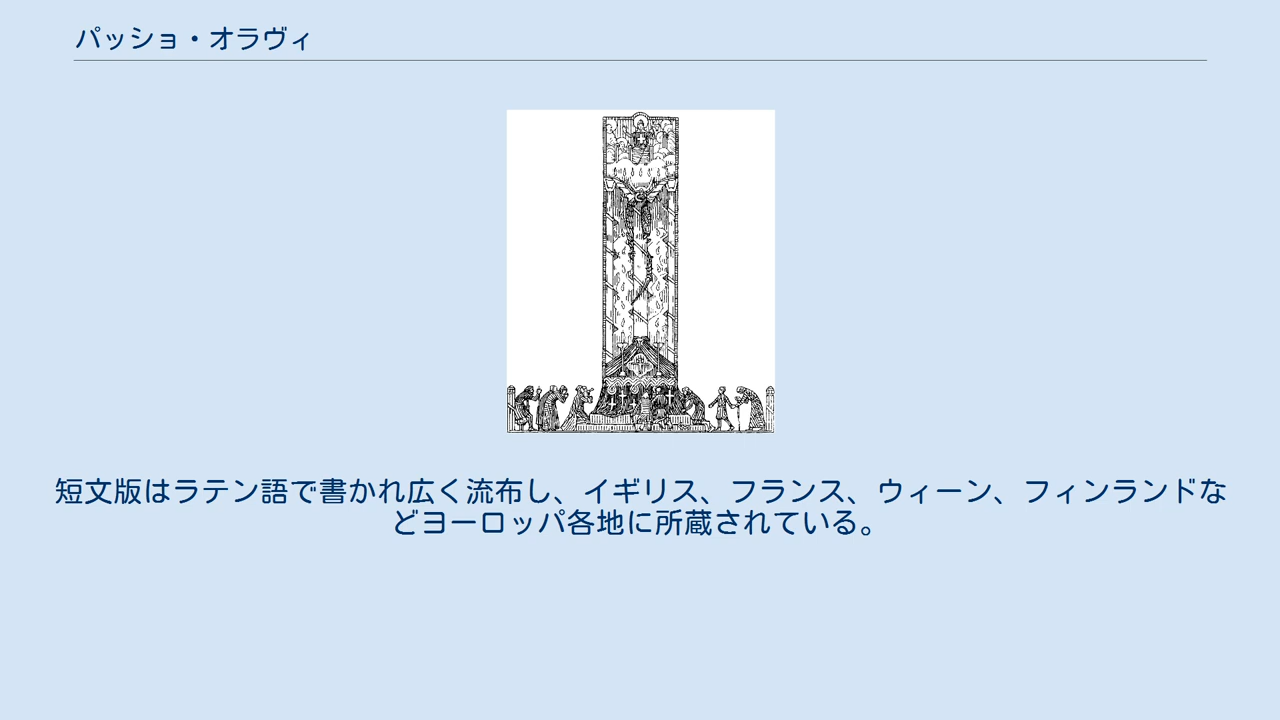 パッショ・オラヴィ
短文版はラテン語で書かれ広く流布し、イギリス、フランス、ウィーン、フィンランドな
どヨーロッパ各地に所蔵されている。